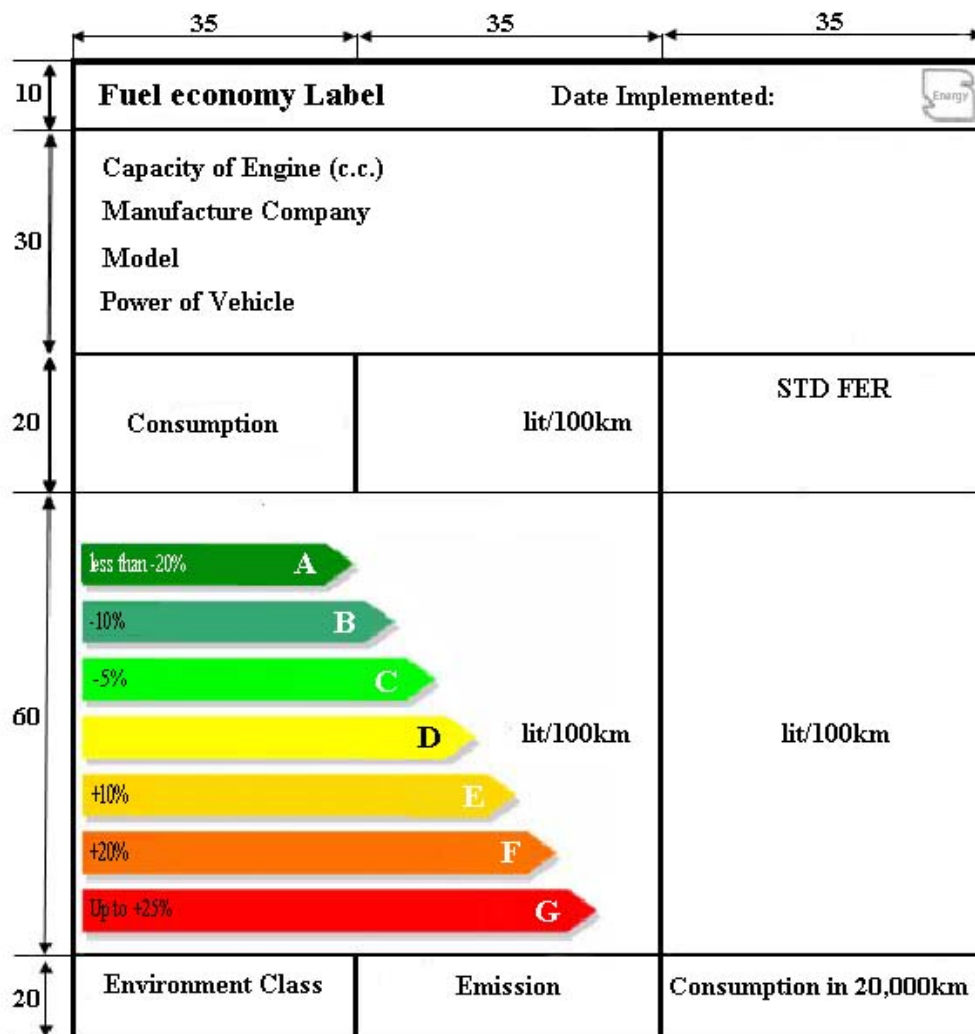 35 35 35
10 Fuel economy Label Date Implemented: Energy
Capacity of Engine (c.c.)
Manufacture Company
30
Model
Power of Vehicle
STD FER
20 Consumption lit/100km
less than -20% A
-10% B
-5% C
60 D lit/100km lit/100km
+10% E
+20% F
Up to +25% G
20 Environment Class Emission Consumption in 20,000km